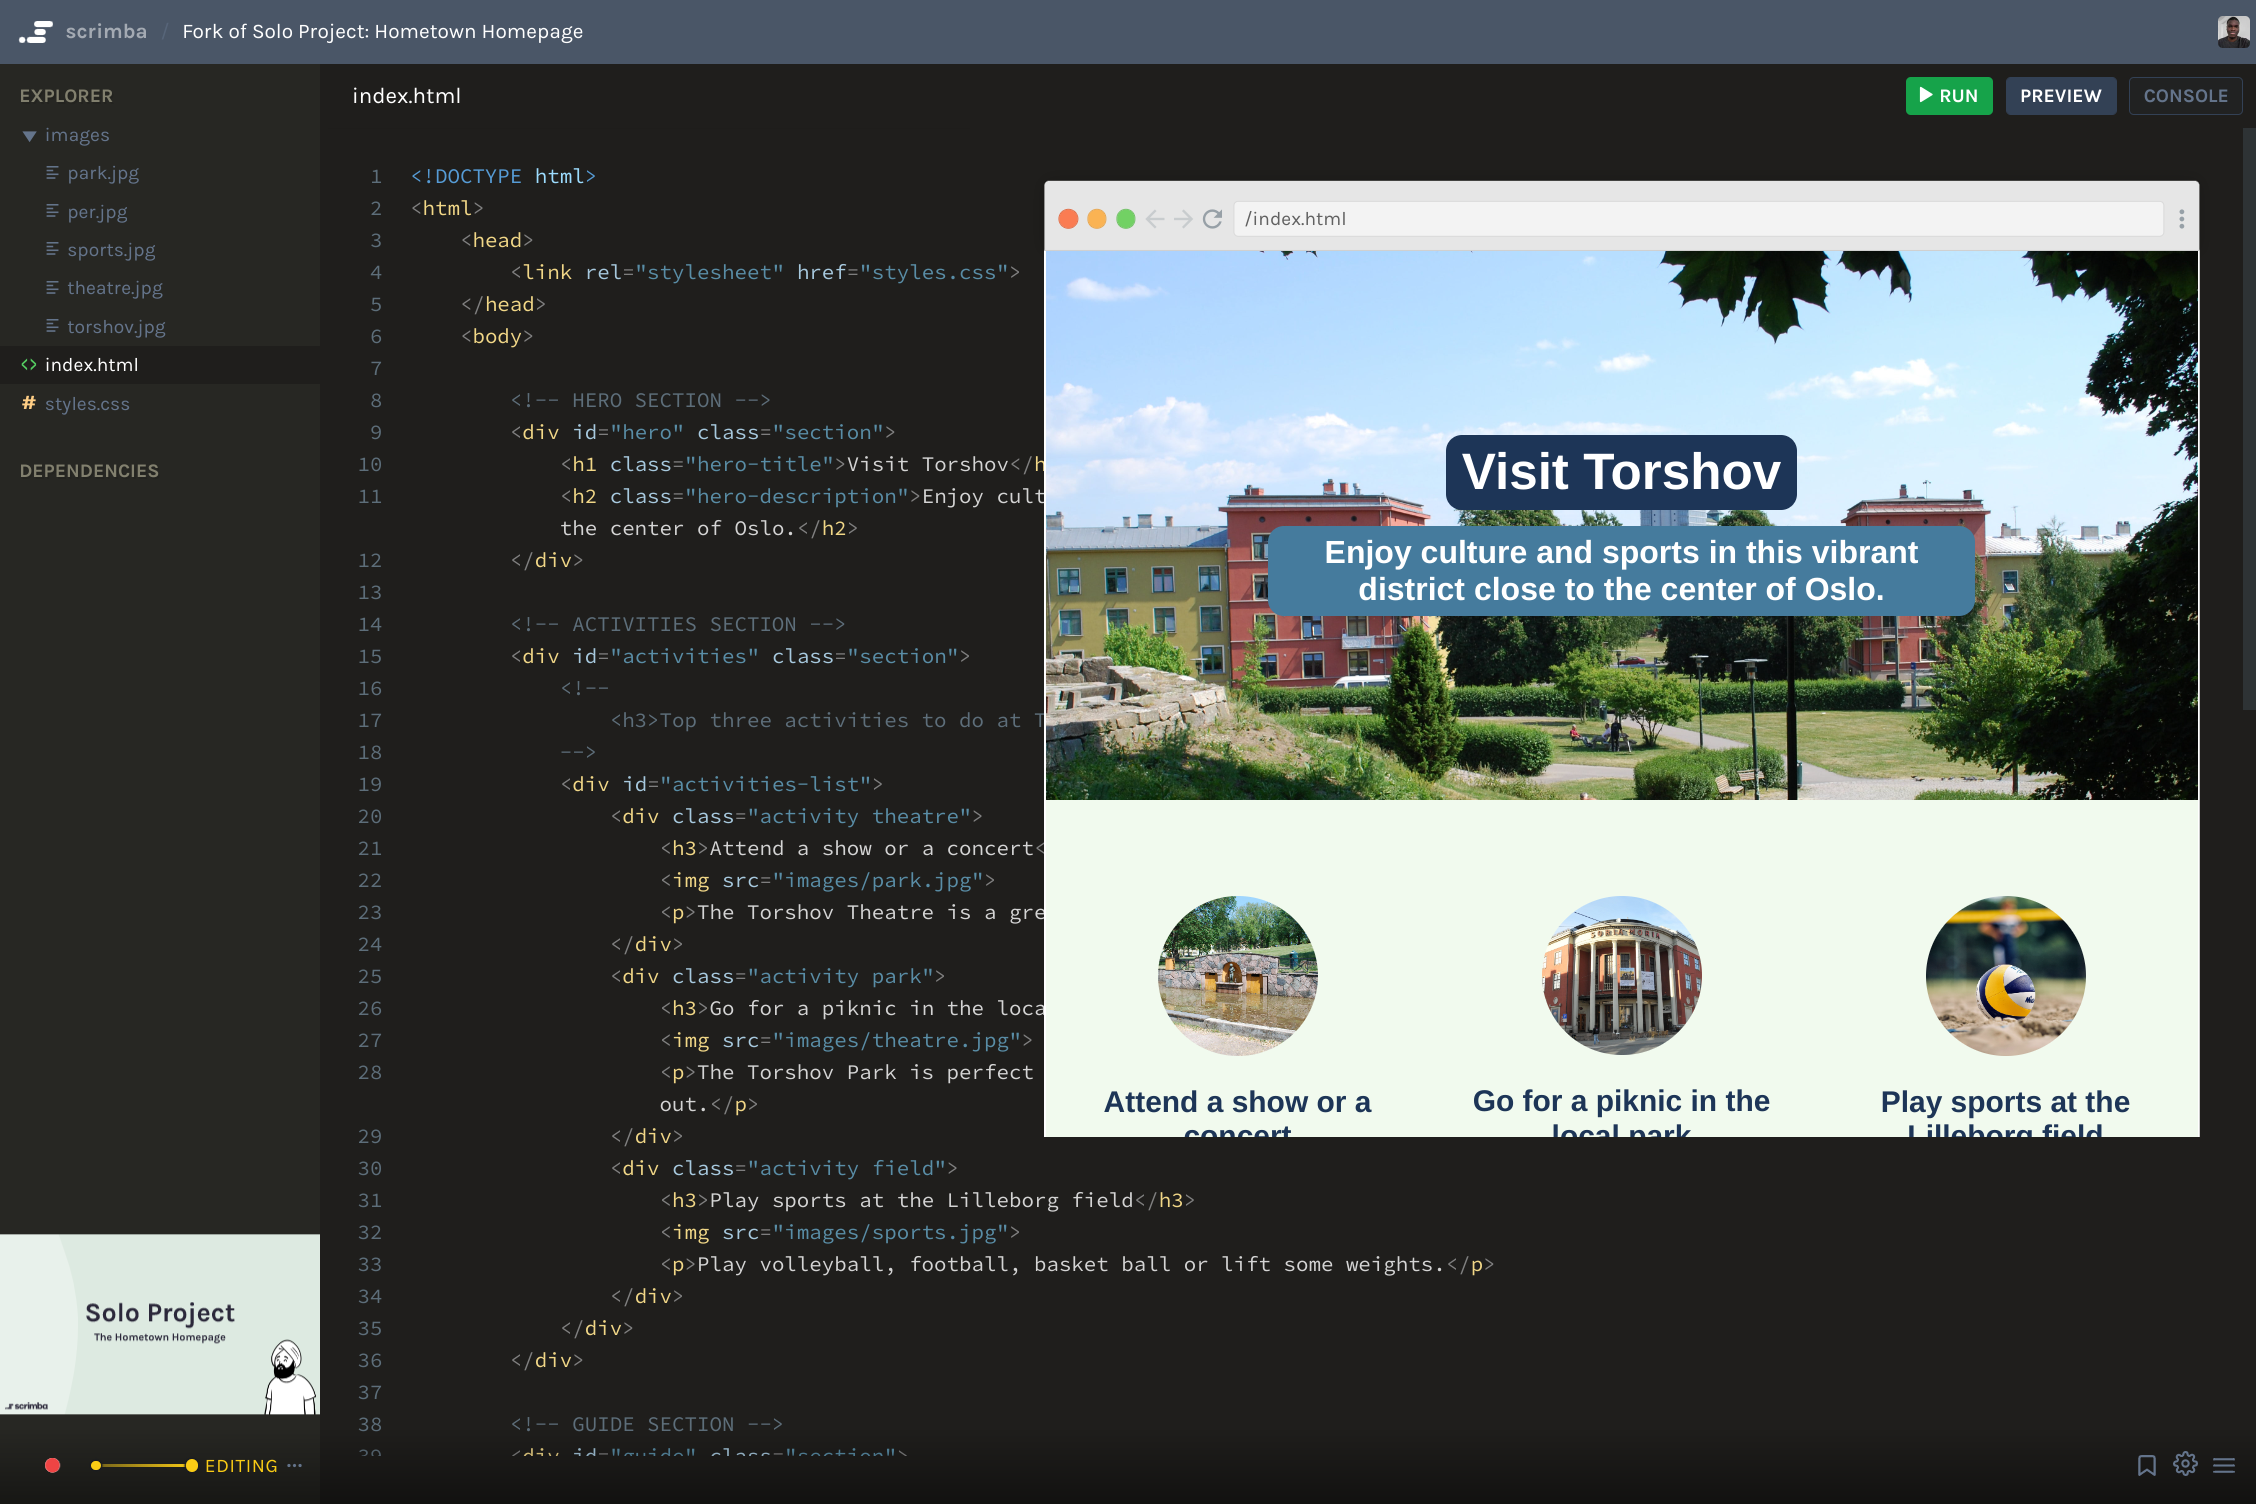 scrimba / Fork of Solo Project: Hometown Homepage
EXPLORER
images
park.jpg
per.jpg
sports.jpg
theatre.jpg
torshov.jpg
index.html
styles.css
DEPENDENCIES
Solo Project
The Hometown Homepage
scrimba
EDITING
index.html
RUN
PREVIEW
CONSOLE
1 <!DOCTYPE html>
2 <html>
3 <head>
4 <link rel="stylesheet" href="styles.css">
5 </head>
6 <body>
7
8 <!-- HERO SECTION -->
9 <div id="hero" class="section">
10 <h1 class="hero-title">Visit Torshov</h
11 <h2 class="hero-description">Enjoy cult
the center of Oslo.</h2>
12 </div>
13
14 <!-- ACTIVITIES SECTION -->
15 <div id="activities" class="section">
16 <!--
17 <h3>Top three activities to do at T
18 -->
19 <div id="activities-list">
20 <div class="activity theatre">
21 <h3>Attend a show or a concert<
22 <img src="images/park.jpg">
23 <p>The Torshov Theatre is a gre
24 </div>
25 <div class="activity park">
26 <h3>Go for a piknic in the loca
27 <img src="images/theatre.jpg">
28 <p>The Torshov Park is perfect
out.</p>
29 </div>
30 <div class="activity field">
31 <h3>Play sports at the Lilleborg field</h3>
32 <img src="images/sports.jpg">
33 <p>Play volleyball, football, basket ball or lift some weights.</p>
34 </div>
35 </div>
36 </div>
37
38 <!-- GUIDE SECTION -->
39 <div id="guide" class="section">
/index.html
Visit Torshov
Enjoy culture and sports in this vibrant
district close to the center of Oslo.
Attend a show or a
concert
Go for a piknic in the
local park
Play sports at the
Lilleborg field